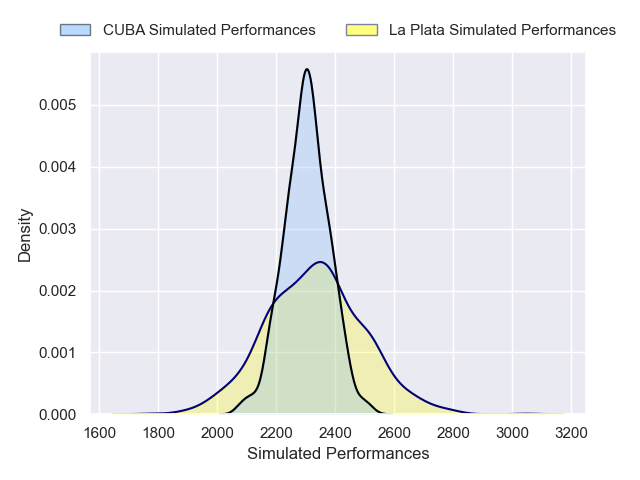 CUBA Simulated Performances
La Plata Simulated Performances
0.005
0.004
0.003
0.002
0.001
0.000
Density
1600 1800 2000 2200 2400 2600 2800 3000 3200
Simulated Performances